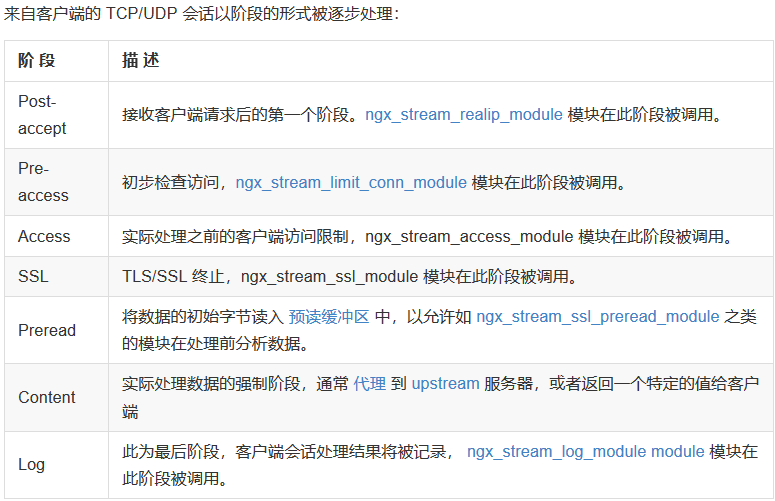 来自客户端的 TCP/UDP 会话以阶段的形式被逐步处理：
阶 段 描 述
Post-
accept
接收客户端请求后的第一个阶段。ngx_stream_realip_module 模块在此阶段被调用。
Pre-
access
初步检查访问，ngx_stream_limit_conn_module 模块在此阶段被调用。
Access 实际处理之前的客户端访问限制，ngx_stream_access_module 模块在此阶段被调用。
SSL TLS/SSL 终止，ngx_stream_ssl_module 模块在此阶段被调用。
Preread
将数据的初始字节读入 预读缓冲区 中，以允许如 ngx_stream_ssl_preread_module 之类
的模块在处理前分析数据。
Content
实际处理数据的强制阶段，通常 代理 到 upstream 服务器，或者返回一个特定的值给客户
端
Log
此为最后阶段，客户端会话处理结果将被记录， ngx_stream_log_module module 模块在
此阶段被调用。